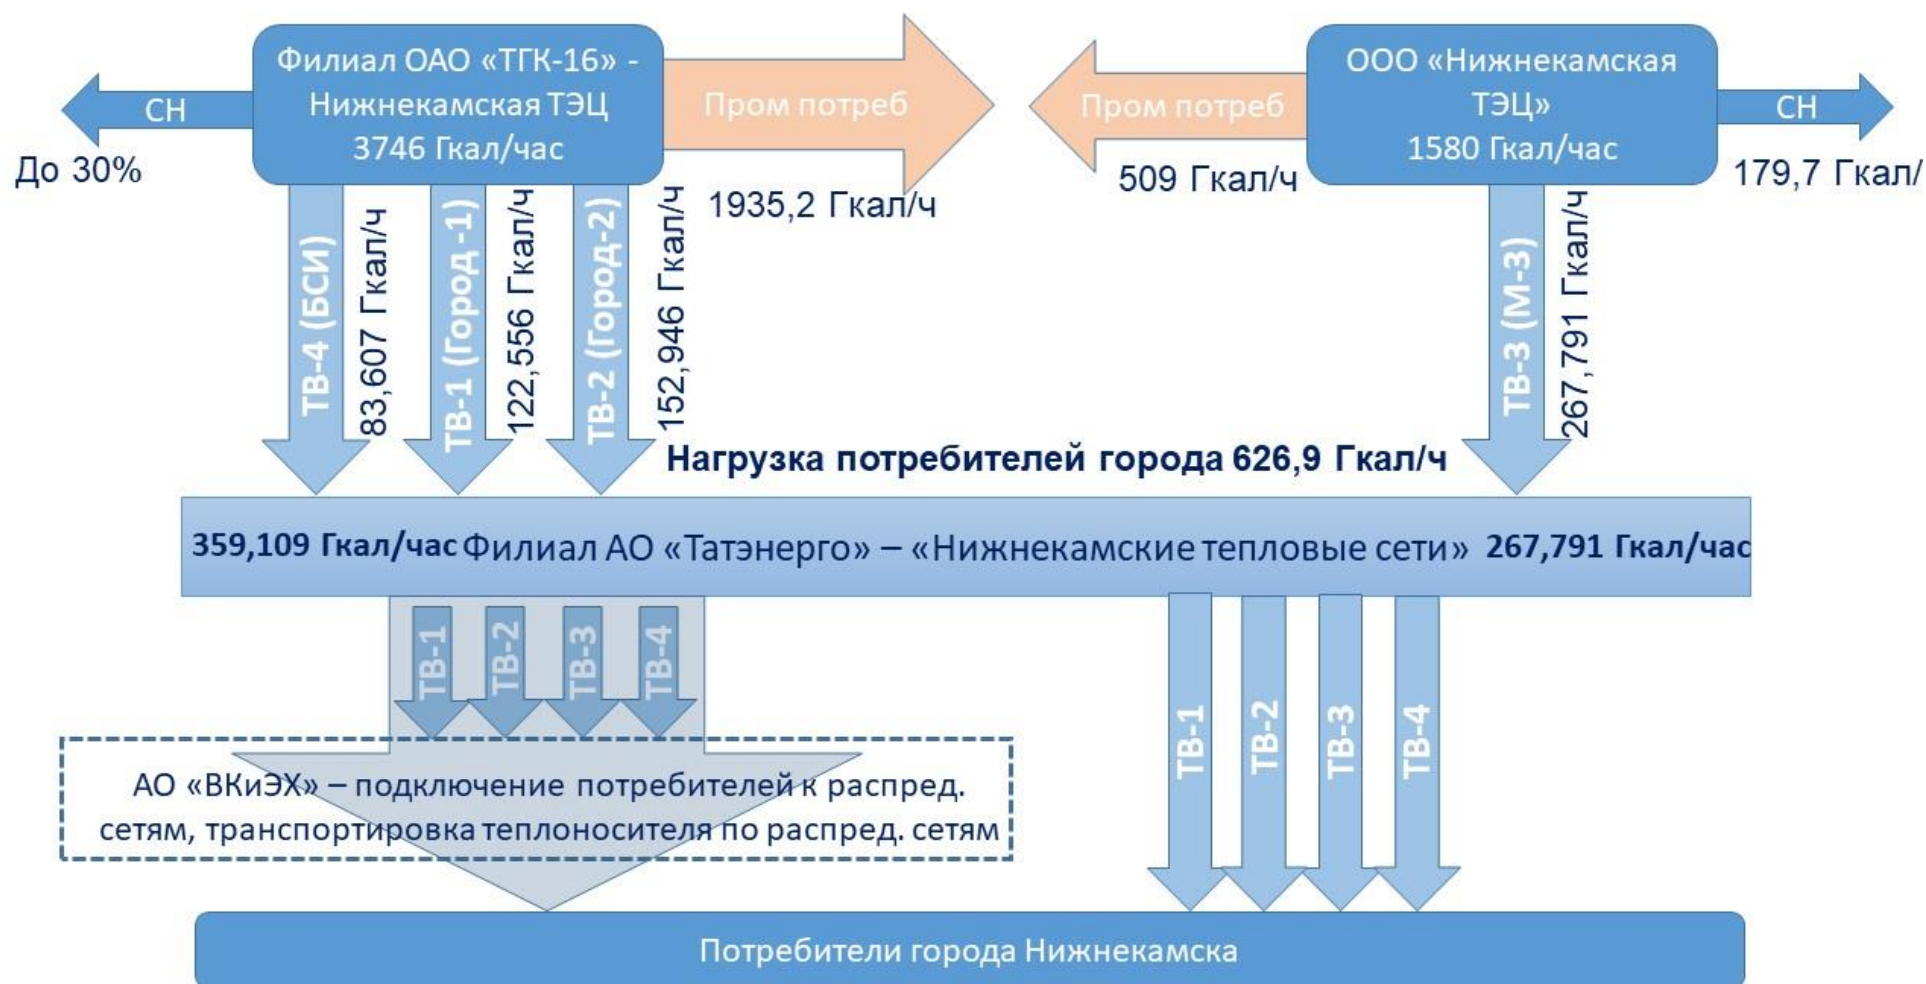 Филиал ОАО «ТГК-16» -
Нижнекамская ТЭЦ
3746 Гкал/час
СН
До 30%
Пром потреб
1935,2 Гкал/ч
Пром потреб
509 Гкал/ч
ООО «Нижнекамская
ТЭЦ»
1580 Гкал/час
СН
179,7 Гкал/
ТВ-4 (БСИ)
83,607 Гкал/ч
ТВ-1 (Город -1)
122,556 Гкал/ч
ТВ-2 (Город-2)
152,946 Гкал/ч
ТВ-3 (М-3)
267,791 Гкал/ч
Нагрузка потребителей города 626,9 Гкал/ч
359,109 Гкал/час Филиал АО «Татэнерго» – «Нижнекамские тепловые сети» 267,791 Гкал/час
ТВ-1
ТВ-2
ТВ-3
ТВ-4
ТВ-1
ТВ-2
ТВ-3
ТВ-4
АО «ВКиЭХ» – подключение потребителей к распред.
сетям, транспортировка теплоносителя по распред. сетям
Потребители города Нижнекамска